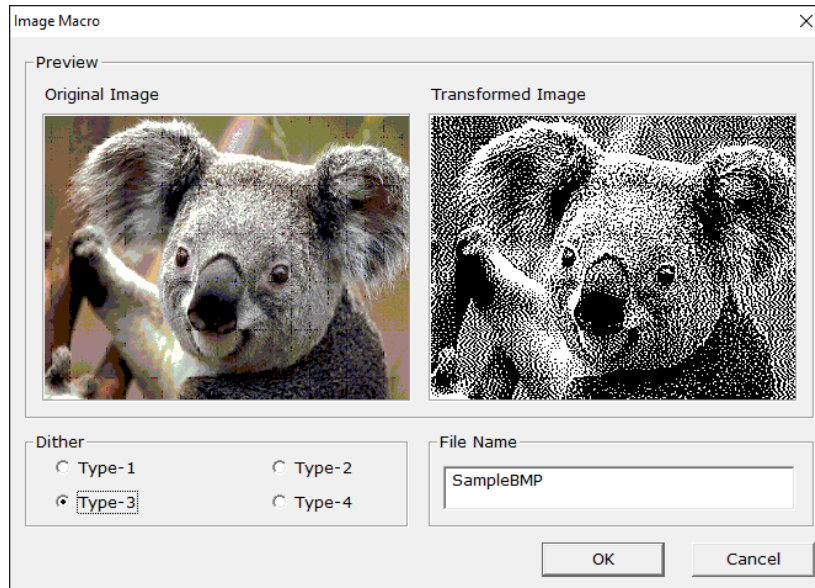 Image Macro
Preview
Original Image
Transformed Image
Dither
Type-1
Type-2
Type-3
Type-4
File Name
SampleBMP
OK
Cancel